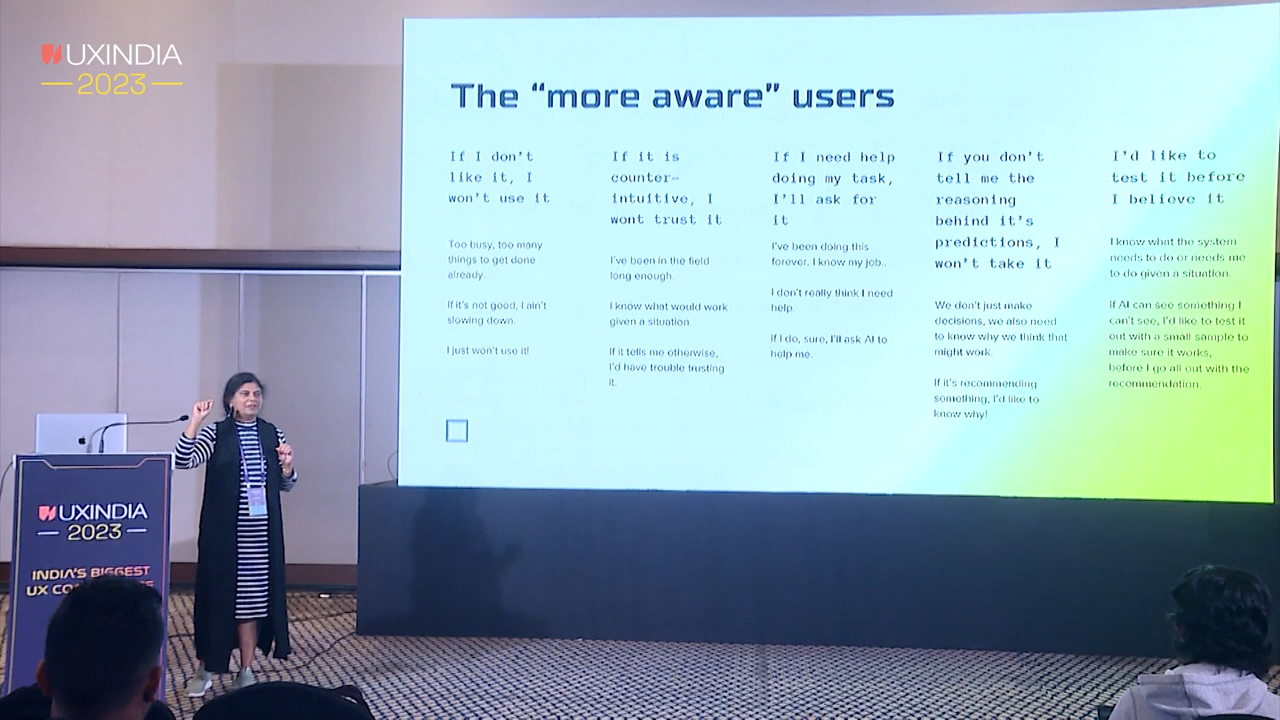 UXINDIA
2023
The “more aware” users
If I don’t
like it, I
won’t use it
Too busy, too many
things to get done
already.
If it’s not good, I ain’t
slowing down.
I just won’t use it!
If it is
counter-
intuitive, I
wont trust it
I’ve been in the field
long enough.
I know what would work
given a situation.
If it tells me otherwise,
I’d have trouble trusting
it.
If I need help
doing my task,
I’ll ask for
it
I’ve been doing this
forever. I know my job..
I don’t really think I need
help.
If I do, sure, I’ll ask AI to
help me.
If you don’t
tell me the
reasoning
behind it’s
predictions, I
won’t take it
We don’t just make
decisions, we also need
to know why we think that
might work.
If it’s recommending
something, I’d like to
know why!
I’d like to
test it before
I believe it
I know what the system
needs to do or needs me
to do given a situation.
If AI can see something I
can’t see, I’d like to test it
out with a small sample to
make sure it works,
before I go all out with the
recommendation.
UXINDIA
2023
INDIA’S BIGGEST
UX